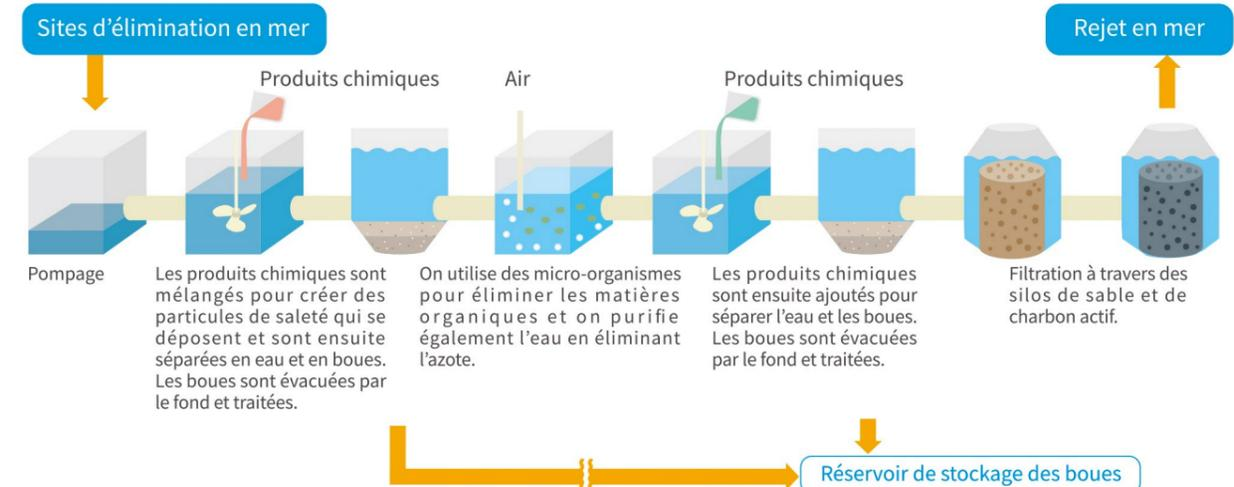 Sites d’élimination en mer
Rejet en mer
Produits chimiques
Air
Produits chimiques
Pompage
Les produits chimiques sont
mélangés pour créer des
particules de saleté qui se
déposent et sont ensuite
séparées en eau et en boues.
Les boues sont évacuées par
le fond et traitées.
On utilise des micro-organismes
pour éliminer les matières
organiques et on purifie
également l’eau en éliminant
l’azote.
Les produits chimiques
sont ensuite ajoutés pour
séparer l’eau et les boues.
Les boues sont évacuées
par le fond et traitées.
Filtration à travers des
silos de sable et de
charbon actif.
Réservoir de stockage des boues